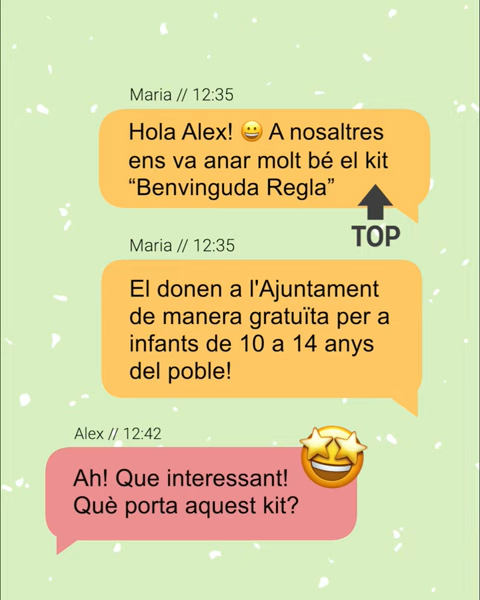 Maria // 12:35
Hola Alex! 😀 A nosaltres
ens va anar molt bé el kit
“Benvinguda Regla”
TOP
Maria // 12:35
El donen a l'Ajuntament
de manera gratuïta per a
infants de 10 a 14 anys
del poble!
Alex // 12:42
Ah! Que interessant!
Què porta aquest kit?